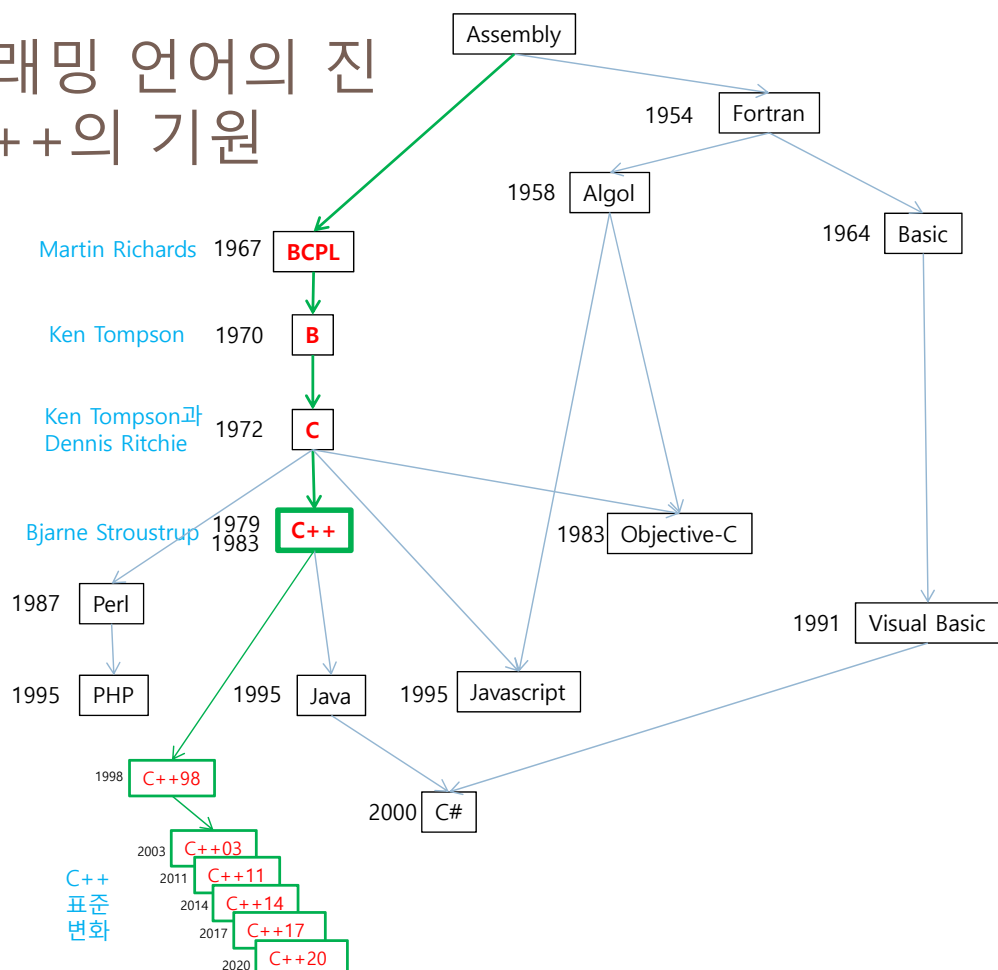 래밍 언어의 진
++의 기원
Assembly
1954 Fortran
1958 Algol
1964 Basic
Martin Richards 1967 BCPL
Ken Tompson 1970 B
Ken Tompson과
Dennis Ritchie
1972 C
Bjarne Stroustrup 1979
1983
C++
1983 Objective-C
1987 Perl
1991 Visual Basic
1995 PHP
1995 Java
1995 Javascript
1998 C++98
2000 C#
2003 C++03
2011 C++11
2014 C++14
2017 C++17
2020 C++20
C++
표준
변화